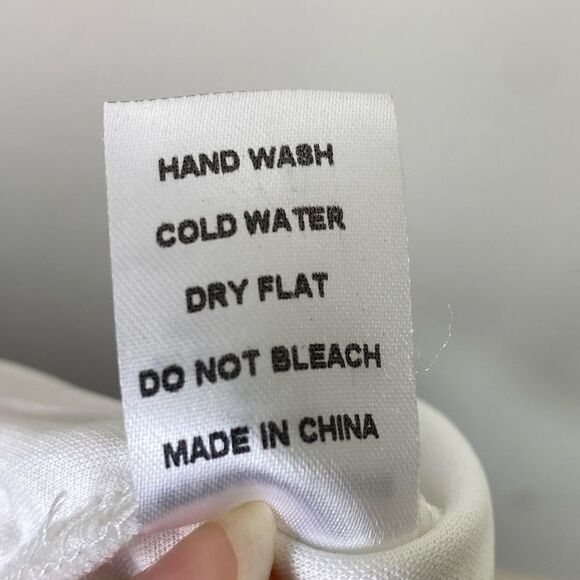 HAND WASH
COLD WATER
DRY FLAT
DO NOT BLEACH
MADE IN CHINA